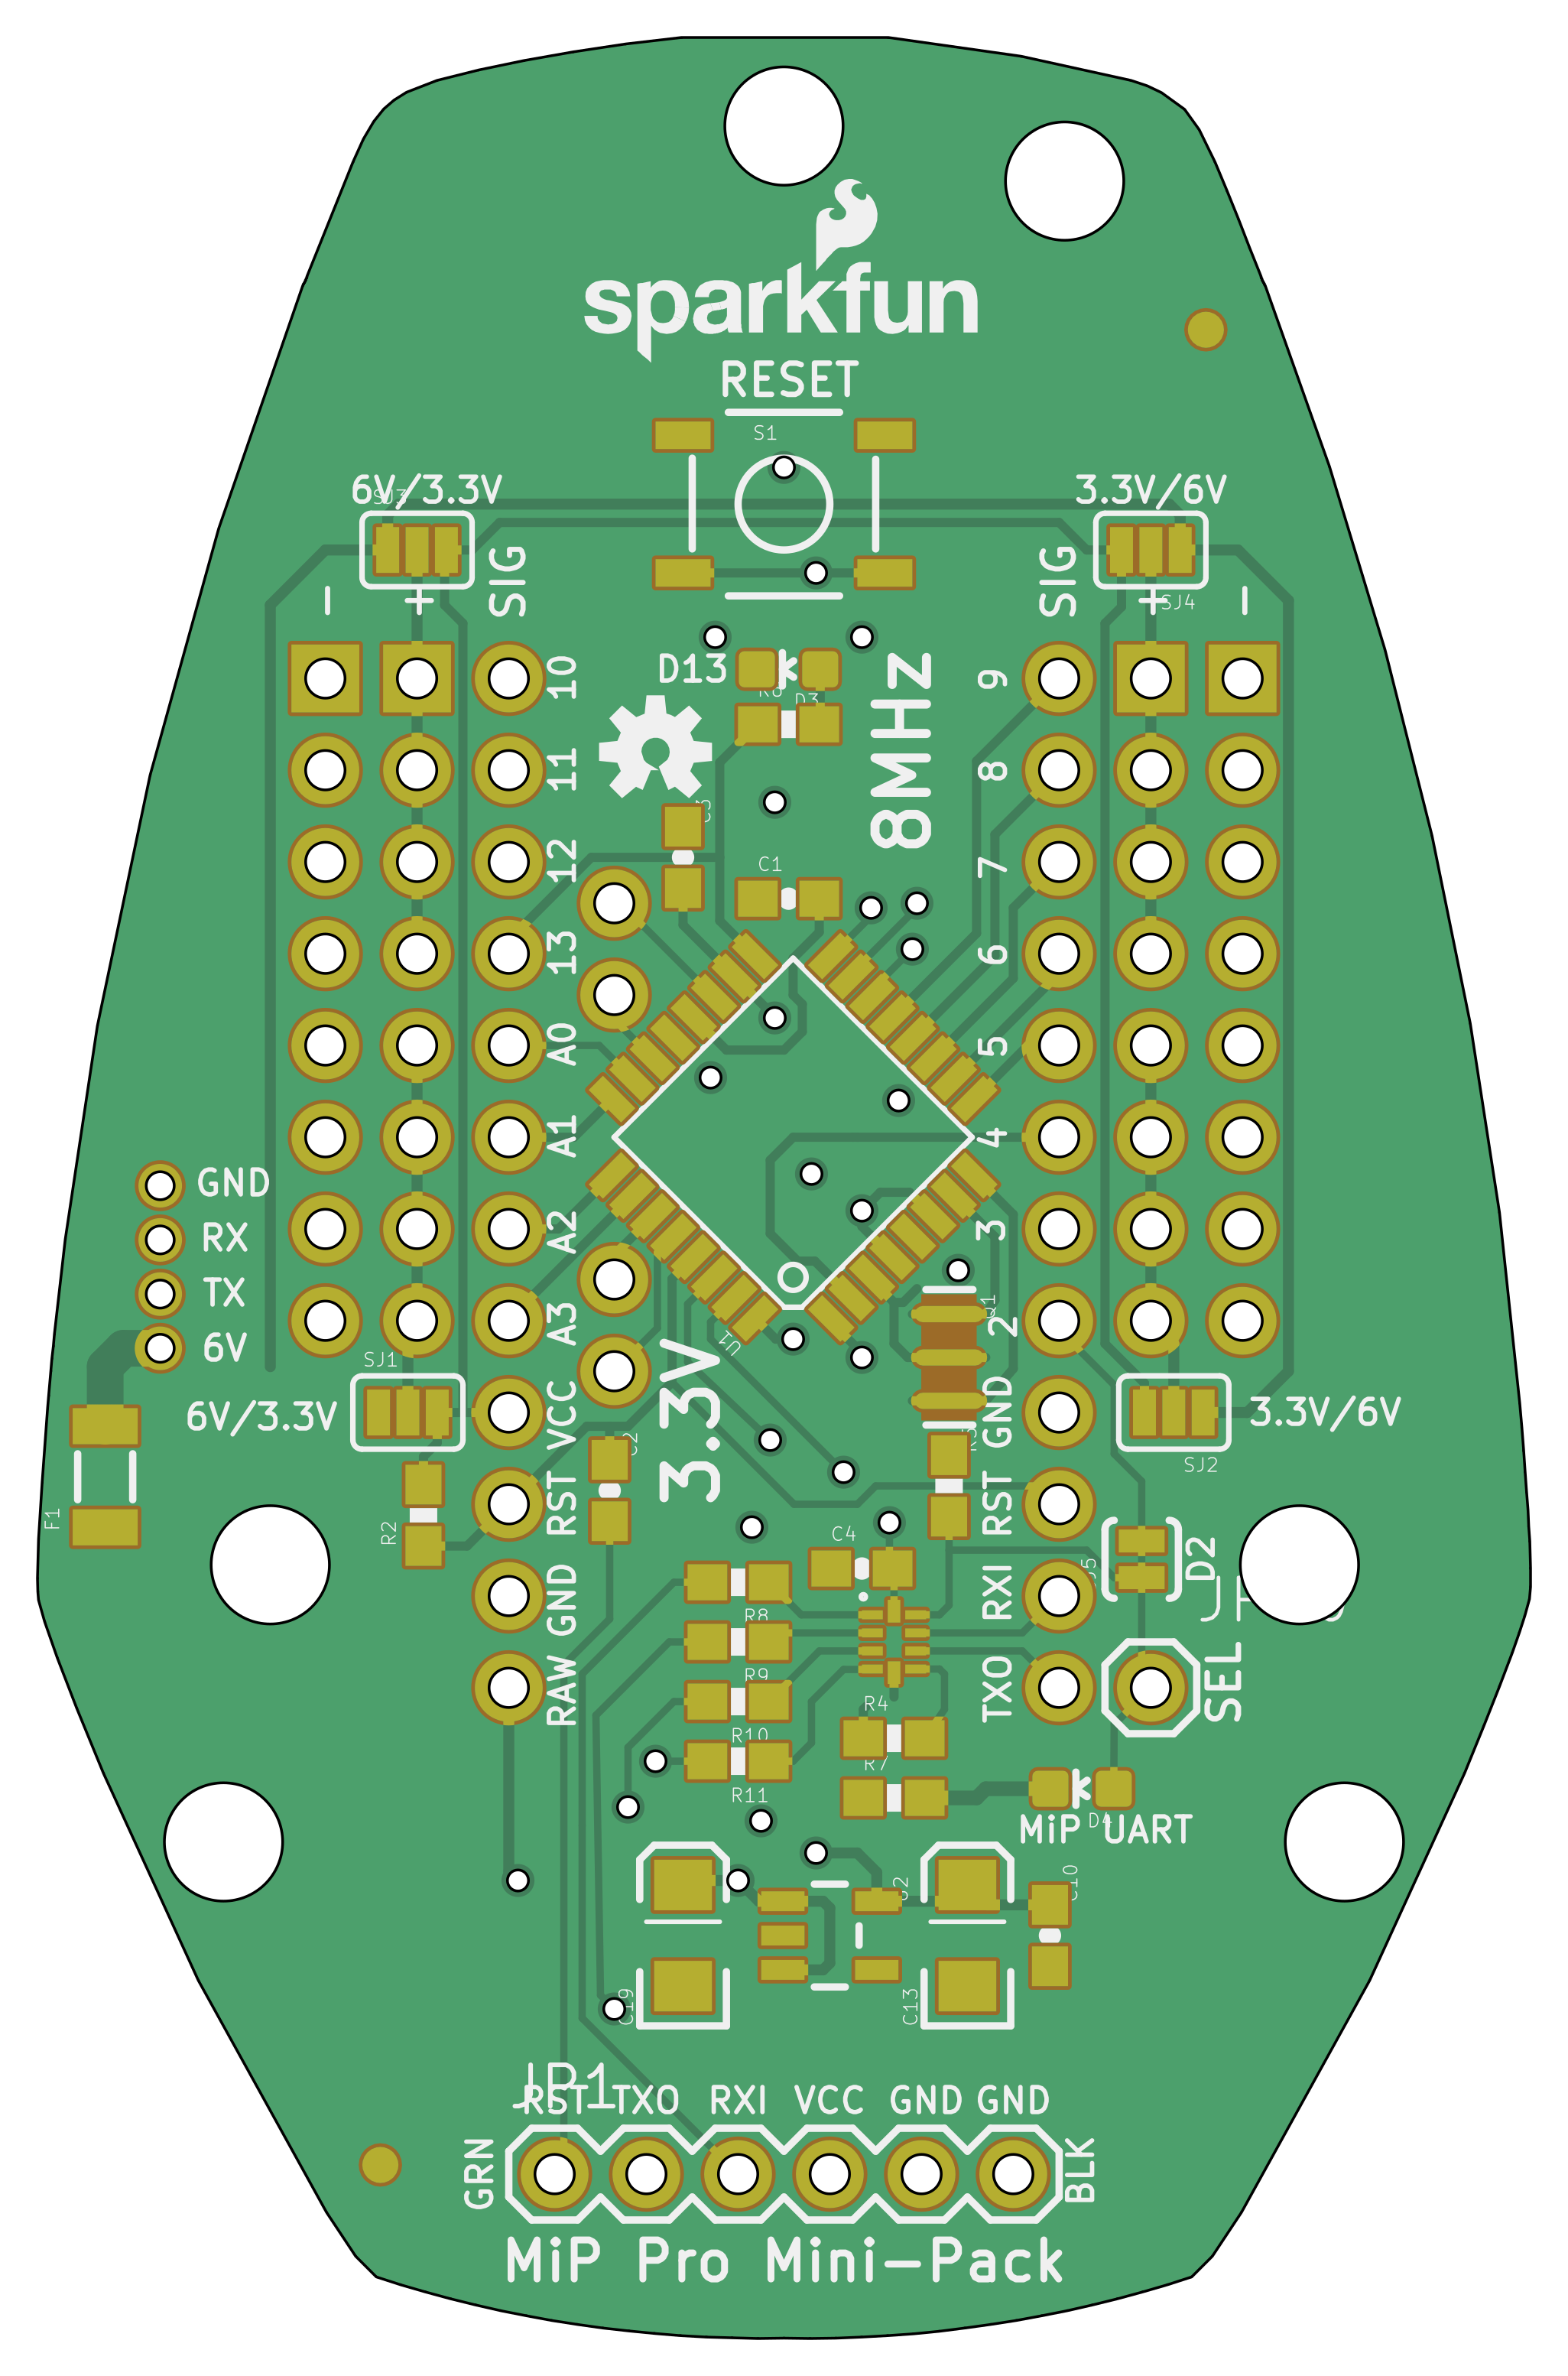 sparkfun
RESET
S1
6V/3.3V
SJ3
3.3V/6V
SIG
SIG
-
+
+
-
SJ4
D13
D3
8MHz
10
9
11
8
C1
12
7
13
6
A0
5
A1
4
GND
A2
3
RX
TX
A3
2
6V
U1
SJ1
3.3V
6V/3.3V
VCC
GND
3.3V/6V
SJ2
F1
R2
RST
RST
C4
D2
GND
RXI
R8
R9
RAW
TXO
SEL
R4
R10
R7
R11
D4
MiP UART
C19
C13
JP1
RST
TXO
RXI
VCC
GND
GND
GRN
BLK
MiP Pro Mini-Pack